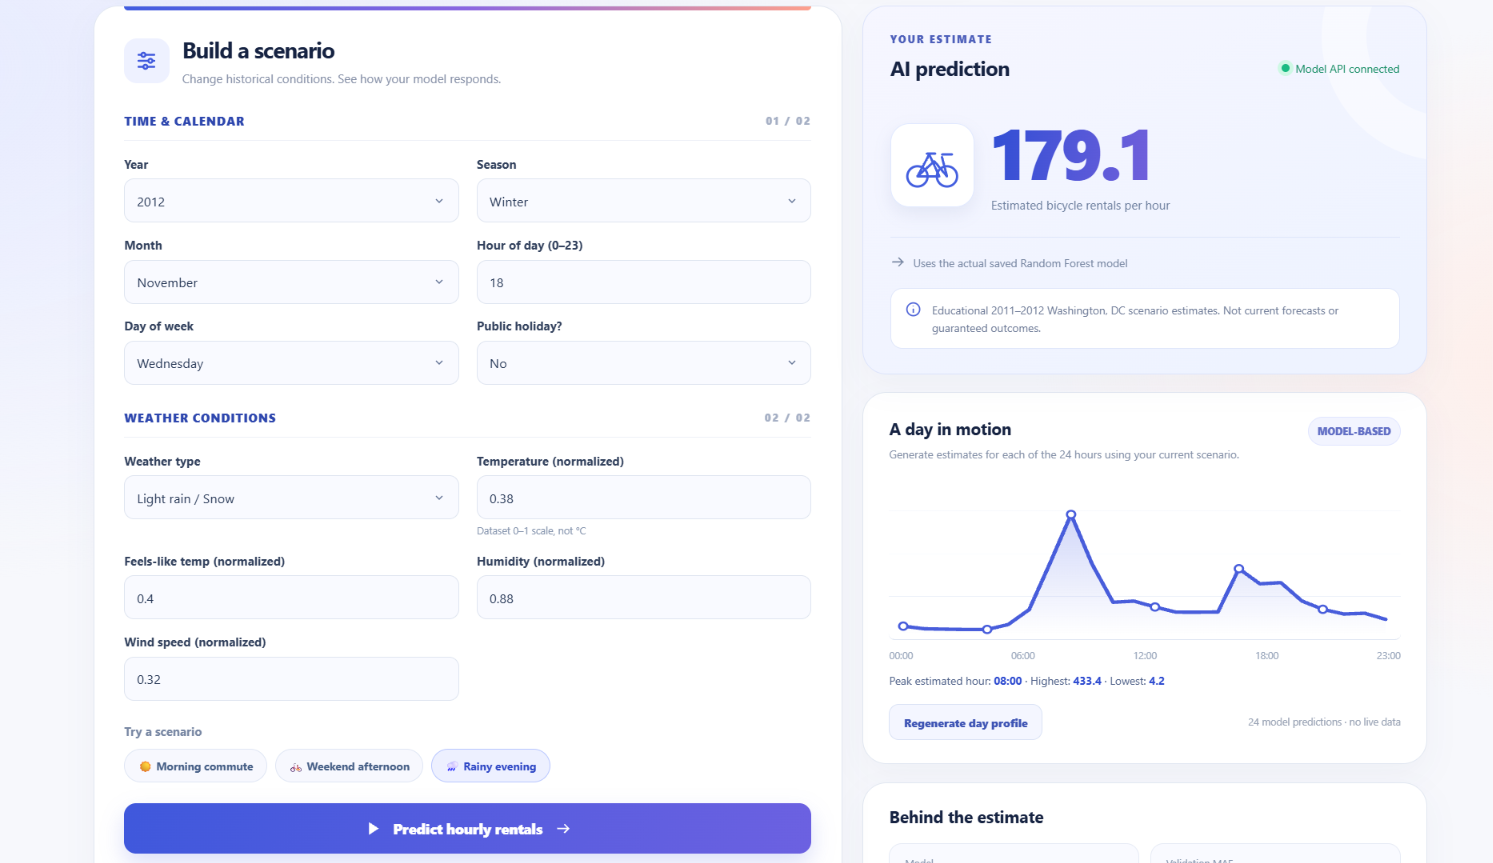 Build a scenario
Change historical conditions. See how your model responds.
TIME & CALENDAR
01 / 02
Year
Season
2012
Winter
Month
Hour of day (0–23)
November
18
Day of week
Public holiday?
Wednesday
No
WEATHER CONDITIONS
02 / 02
Weather type
Temperature (normalized)
Light rain / Snow
0.38
Dataset 0–1 scale, not °C
Feels-like temp (normalized)
Humidity (normalized)
0.4
0.88
Wind speed (normalized)
0.32
Try a scenario
Morning commute
Weekend afternoon
Rainy evening
Predict hourly rentals
YOUR ESTIMATE
AI prediction
Model API connected
179.1
Estimated bicycle rentals per hour
Uses the actual saved Random Forest model
Educational 2011–2012 Washington, DC scenario estimates. Not current forecasts or
guaranteed outcomes.
A day in motion
MODEL-BASED
Generate estimates for each of the 24 hours using your current scenario.
00:00
06:00
12:00
18:00
23:00
Peak estimated hour: 08:00 · Highest: 433.4 · Lowest: 4.2
Regenerate day profile
24 model predictions · no live data
Behind the estimate
Model
Validation MAE